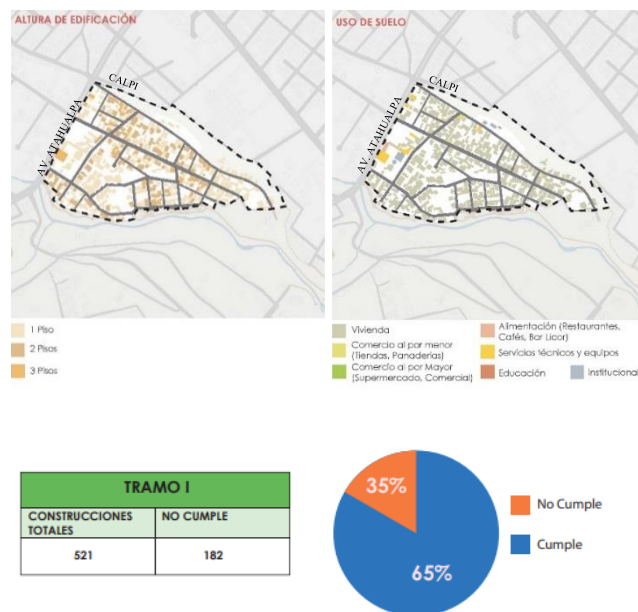 ALTURA DE EDIFICACIÓN
CALPI
AV. ATAHUALPA
1 Piso
2 Pisos
3 Pisos
USO DE SUELO
CALPI
AV. ATAHUALPA
Vivienda
Comercio al por menor
(Tiendas, Panaderías)
Comercio al por Mayor
(Supermercado, Comercial)
Alimentación (Restaurantes,
Cafés, Bar Licor)
Servicios técnicos y equipos
Educación
Institucional
TRAMO I
CONSTRUCCIONES TOTALES
NO CUMPLE
521
182
35%
65%
No Cumple
Cumple